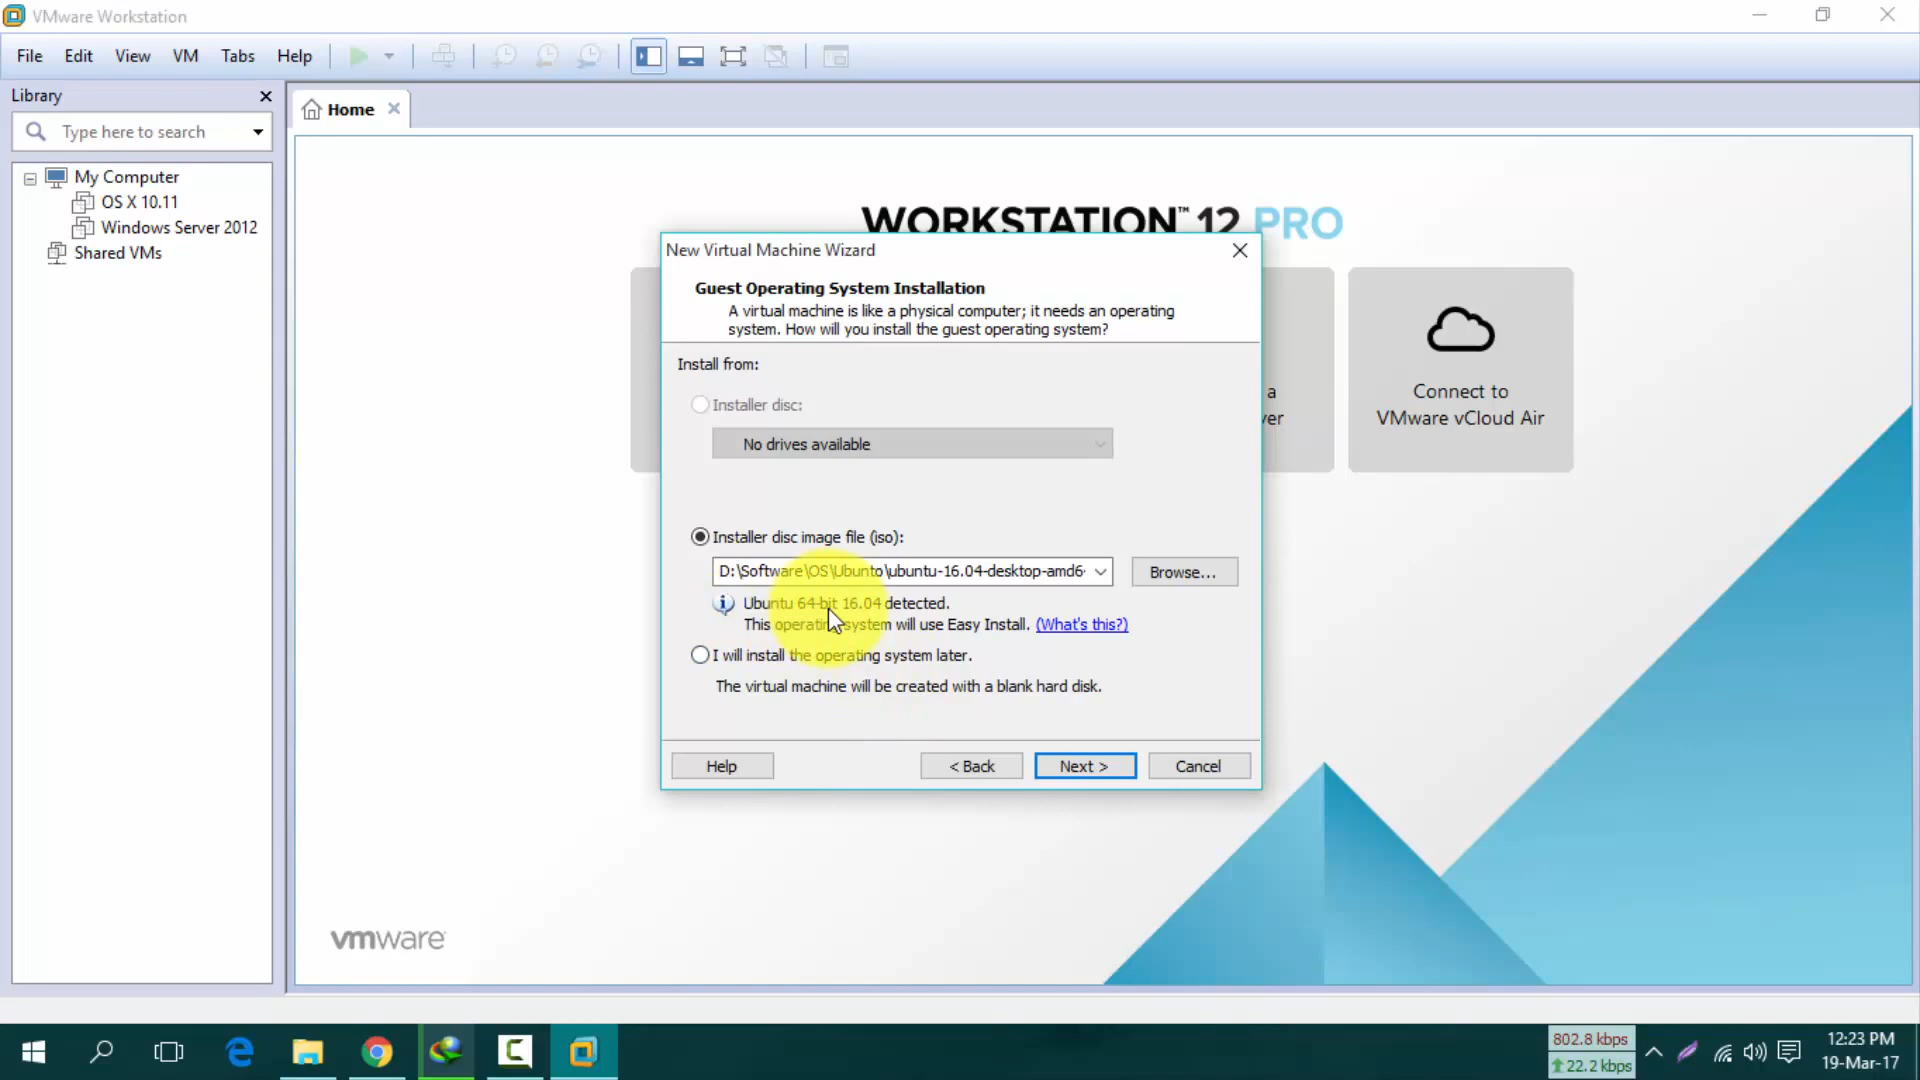 VMware Workstation
File Edit View VM Tabs Help
Library
Home
Type here to search
My Computer
OS X 10.11
Windows Server 2012
Shared VMs
WORKSTATION™ 12 PRO
New Virtual Machine Wizard
Guest Operating System Installation
A virtual machine is like a physical computer; it needs an operating
system. How will you install the guest operating system?
Install from:
Installer disc:
No drives available
Installer disc image file (iso):
D:\Software\OS\Ubunto\ubuntu-16.04-desktop-amd6
Browse...
Ubuntu 64-bit 16.04 detected.
This operating system will use Easy Install. (What's this?)
I will install the operating system later.
The virtual machine will be created with a blank hard disk.
Help
< Back
Next >
Cancel
a
ver
Connect to
VMware vCloud Air
vmware
802.8 kbps
22.2 kbps
12:23 PM
19-Mar-17